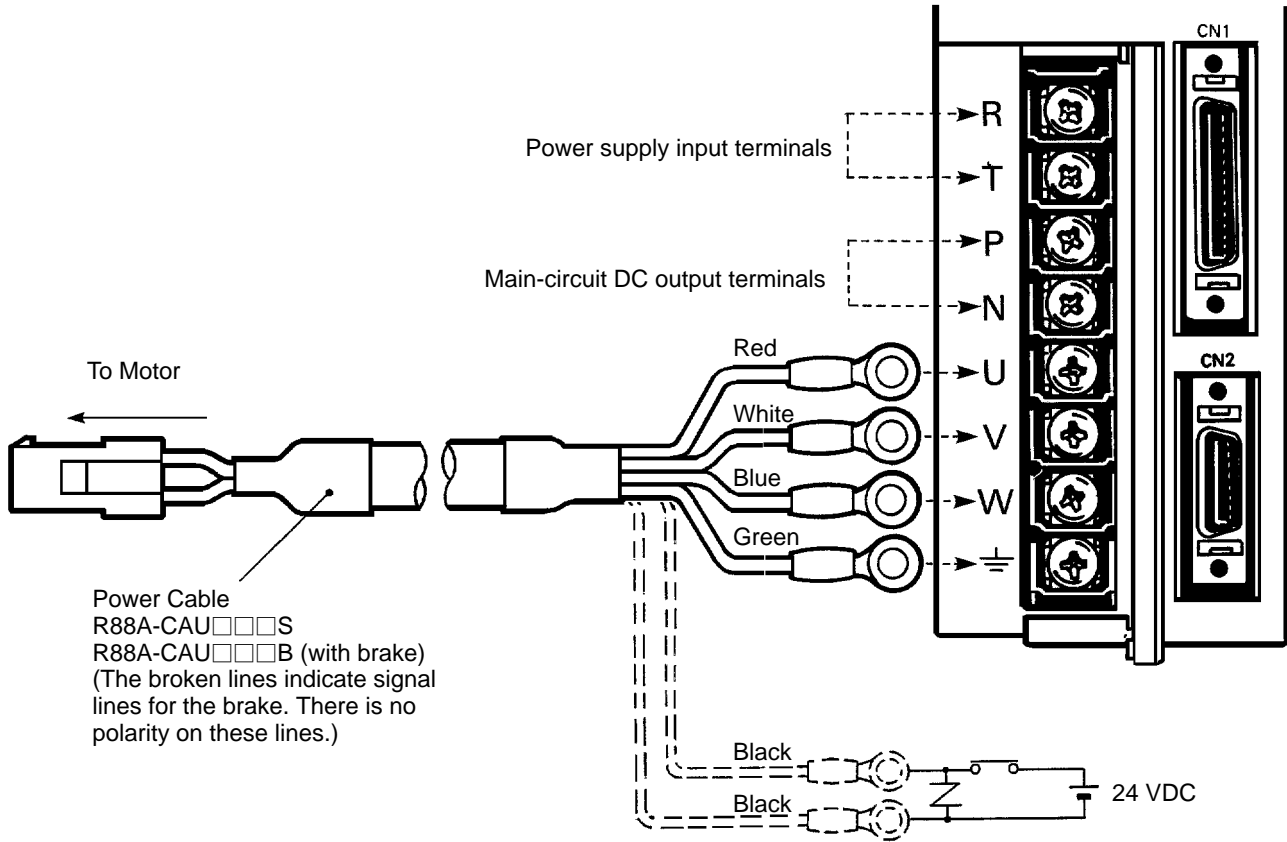 CN1
R
Power supply input terminals
T
P
Main-circuit DC output terminals
N
Red
U
CN2
To Motor
White
V
Blue
W
Green
Power Cable
R88A-CAU□□□S
R88A-CAU□□□B (with brake)
(The broken lines indicate signal
lines for the brake. There is no
polarity on these lines.)
Black
24 VDC
Black